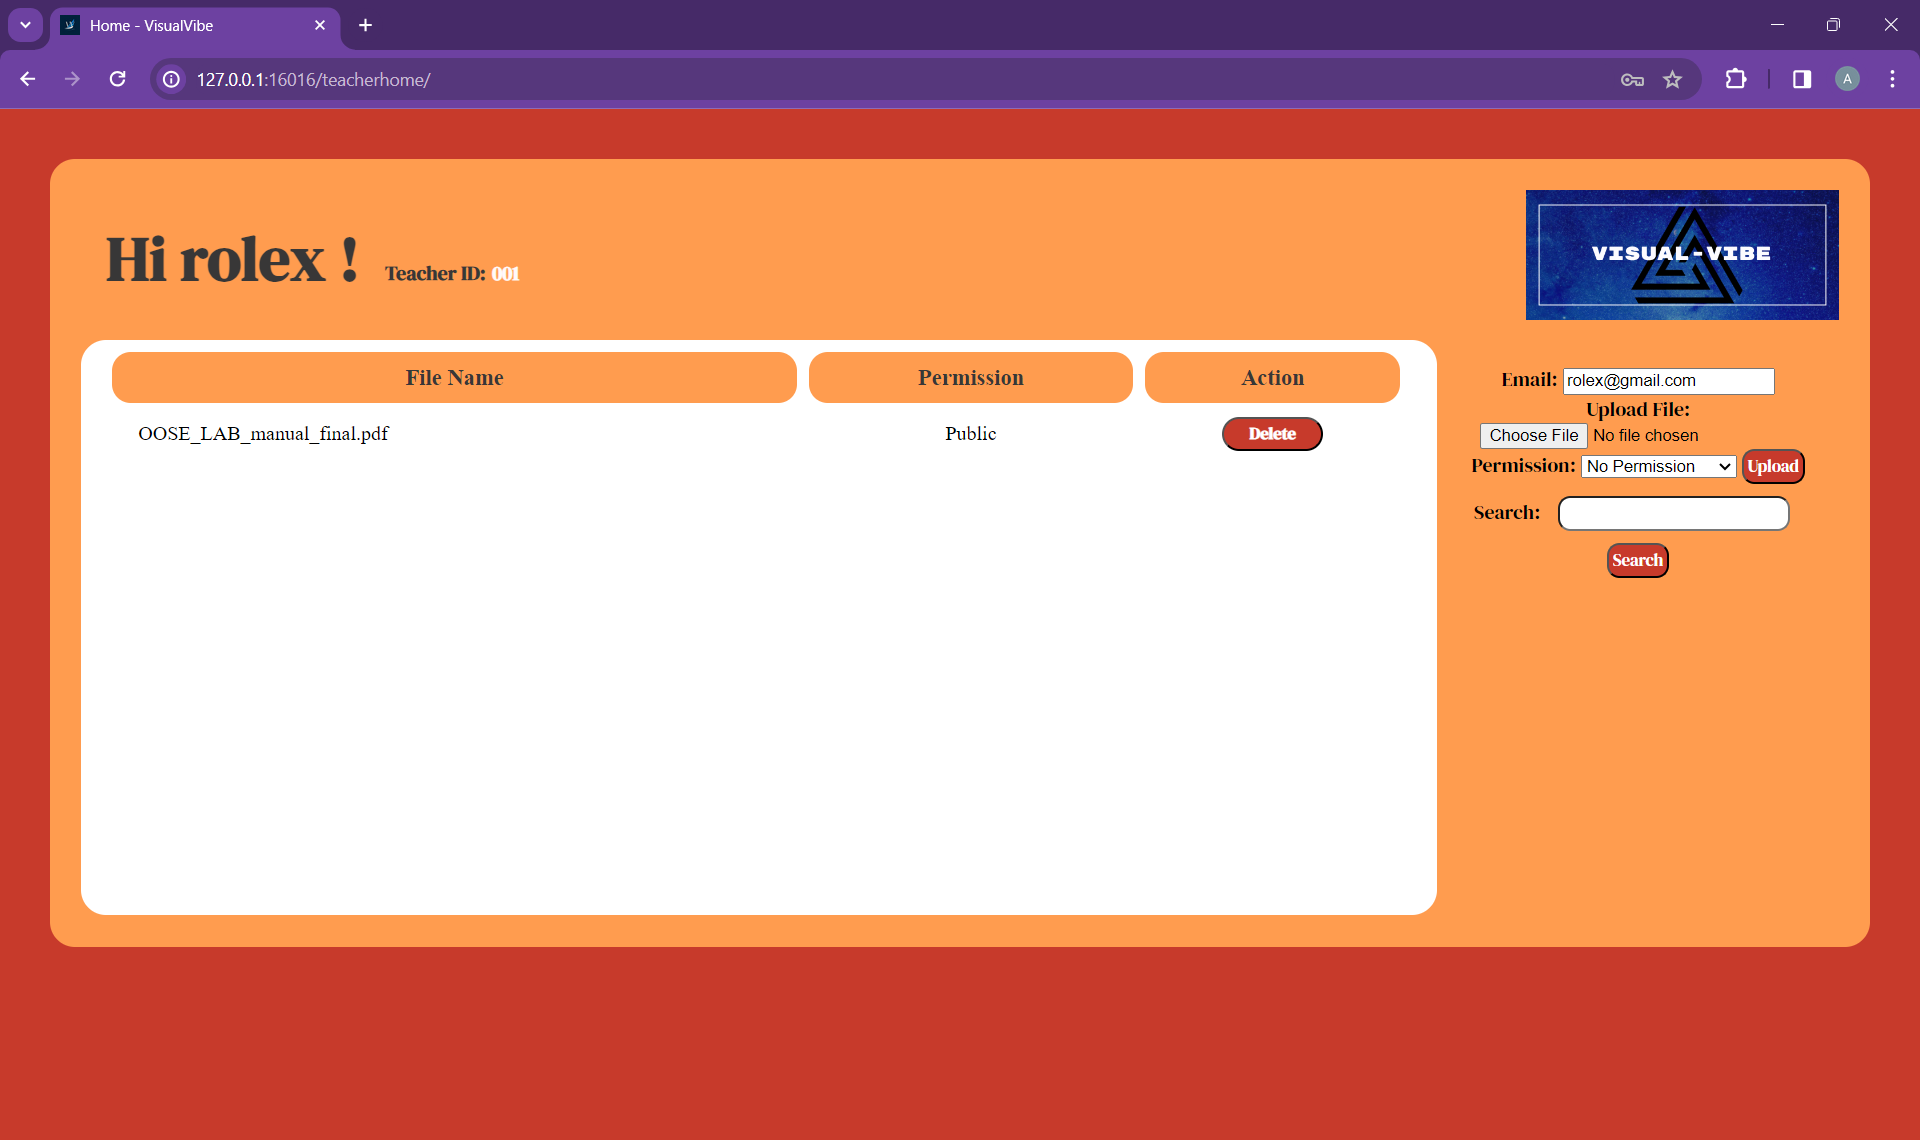 Home - VisualVibe
127.0.0.1:16016/teacherhome/
A
Hi rolex !
Teacher ID: 001
VISUAL-VIBE
File Name Permission Action
OOSE_LAB_manual_final.pdf Public Delete
Email: rolex@gmail.com
Upload File:
Choose File No file chosen
Permission: No Permission Upload
Search:
Search